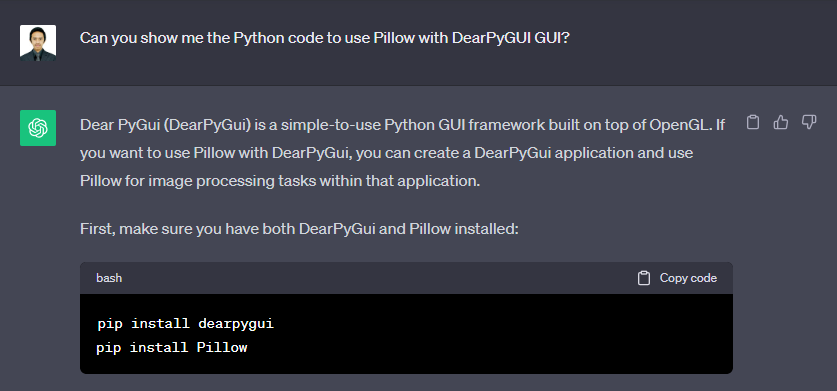 Can you show me the Python code to use Pillow with DearPyGUI GUI?
Dear PyGui (DearPyGui) is a simple-to-use Python GUI framework built on top of OpenGL. If
you want to use Pillow with DearPyGui, you can create a DearPyGui application and use
Pillow for image processing tasks within that application.
First, make sure you have both DearPyGui and Pillow installed:
bash
Copy code
pip install dearpygui
pip install Pillow